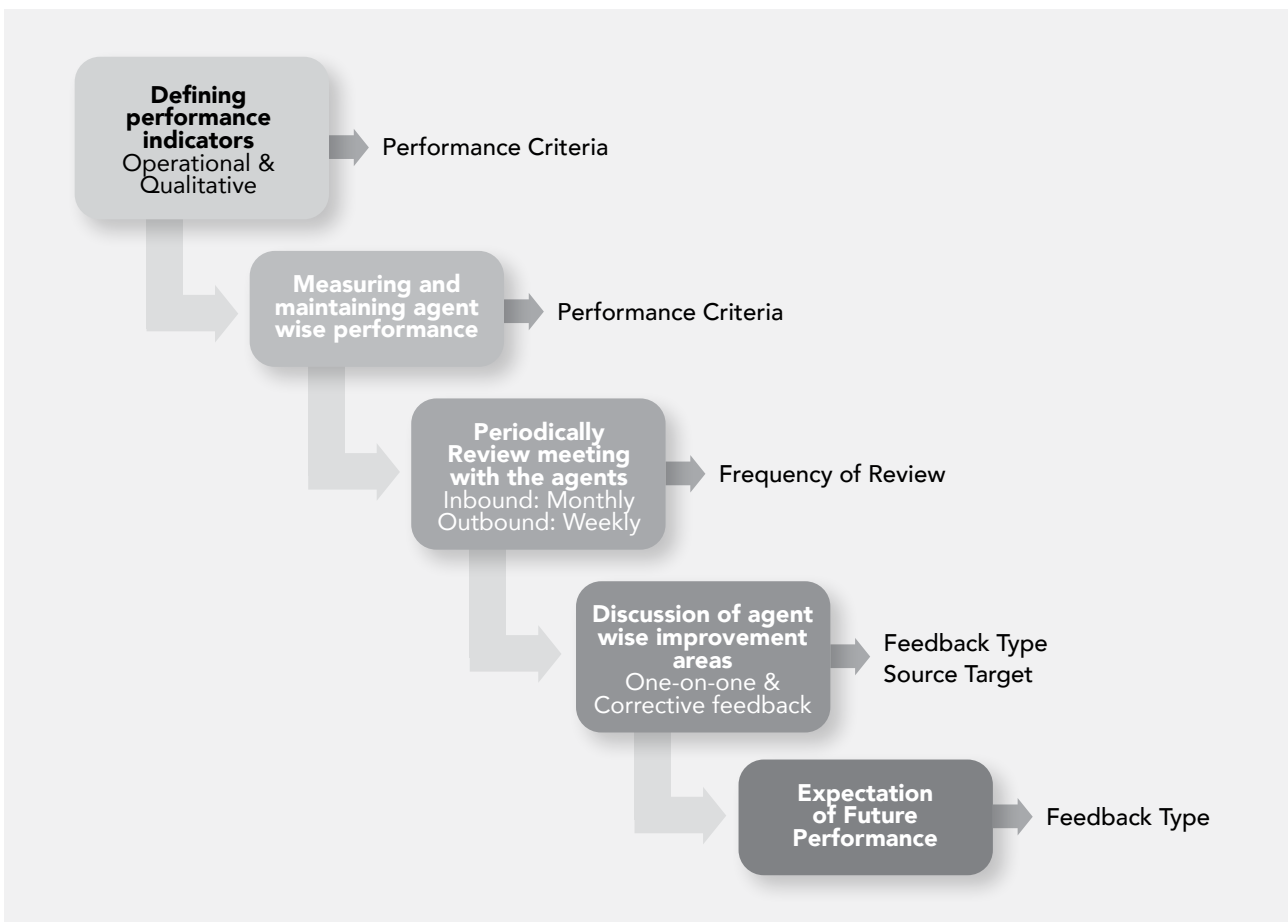 Defining
performance
indicators
Operational &
Qualitative
Performance Criteria
Measuring and
maintaining agent
wise performance
Performance Criteria
Periodically
Review meeting
with the agents
Inbound: Monthly
Outbound: Weekly
Frequency of Review
Discussion of agent
wise improvement
areas
One-on-one &
Corrective feedback
Feedback Type
Source Target
Expectation
of Future
Performance
Feedback Type